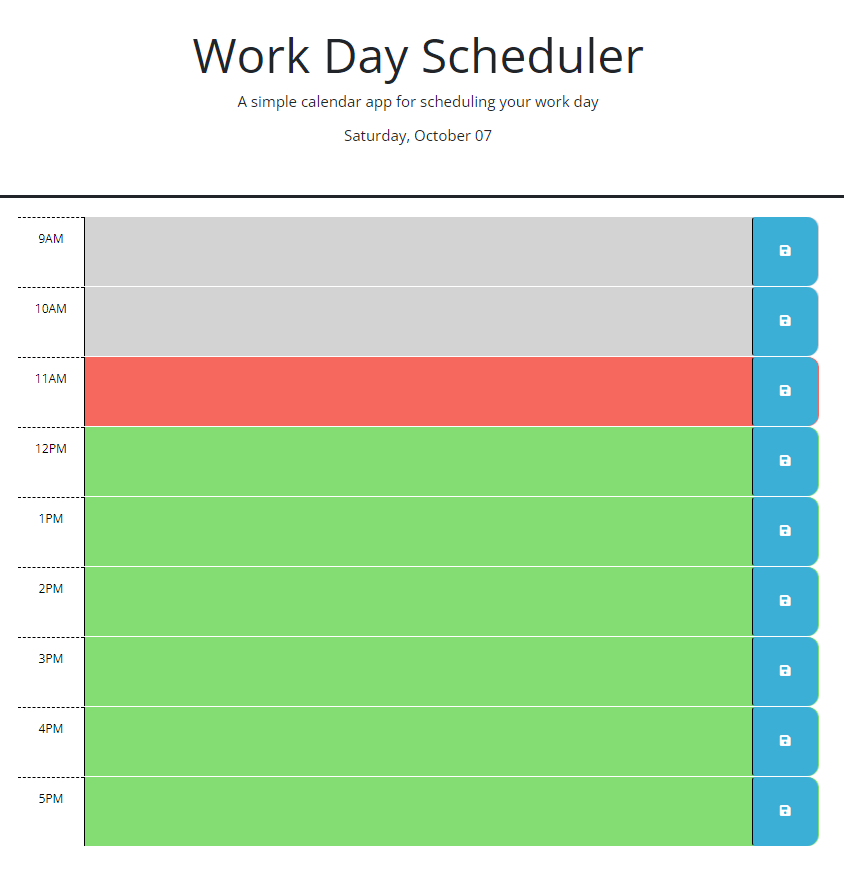 Work Day Scheduler
A simple calendar app for scheduling your work day
Saturday, October 07
9AM
10AM
11AM
12PM
1PM
2PM
3PM
4PM
5PM